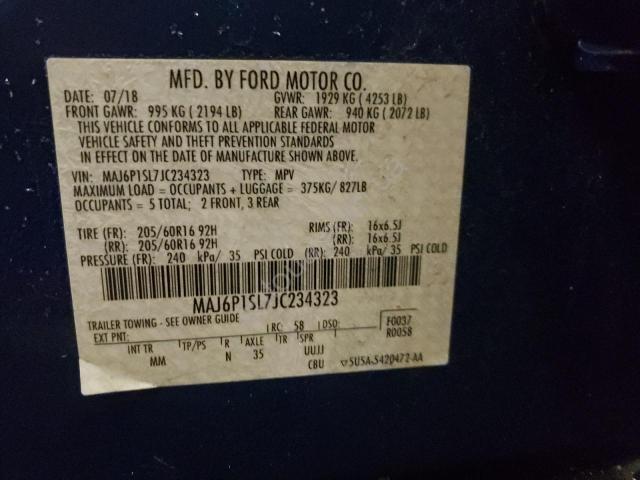 MFD. BY FORD MOTOR CO.
DATE: 07/18 GVWR: 1929 KG ( 4253 LB)
FRONT GAWR: 995 KG ( 2194 LB) REAR GAWR: 940 KG ( 2072 LB)
THIS VEHICLE CONFORMS TO ALL APPLICABLE FEDERAL MOTOR
VEHICLE SAFETY AND THEFT PREVENTION STANDARDS
IN EFFECT ON THE DATE OF MANUFACTURE SHOWN ABOVE.
VIN: MAJ6P1SL7JC234323 TYPE: MPV
MAXIMUM LOAD = OCCUPANTS + LUGGAGE = 375KG/ 827LB
OCCUPANTS = 5 TOTAL; 2 FRONT, 3 REAR
TIRE (FR): 205/60R16 92H RIMS (FR): 16x6.5J
(RR): 205/60R16 92H (RR): 16x6.5J
PRESSURE (FR): 240 kPa/ 35 PSI COLD (RR): 240 kPa/ 35 PSI COLD
MAJ6P1SL7JC234323
TRAILER TOWING - SEE OWNER GUIDE RC: 58 DSO: F0037
EXT PNT: R0058
INT TR TP/PS R AXLE TR SPR
MM N 35 UUJJ
CBU 5U5A-5420472-AA